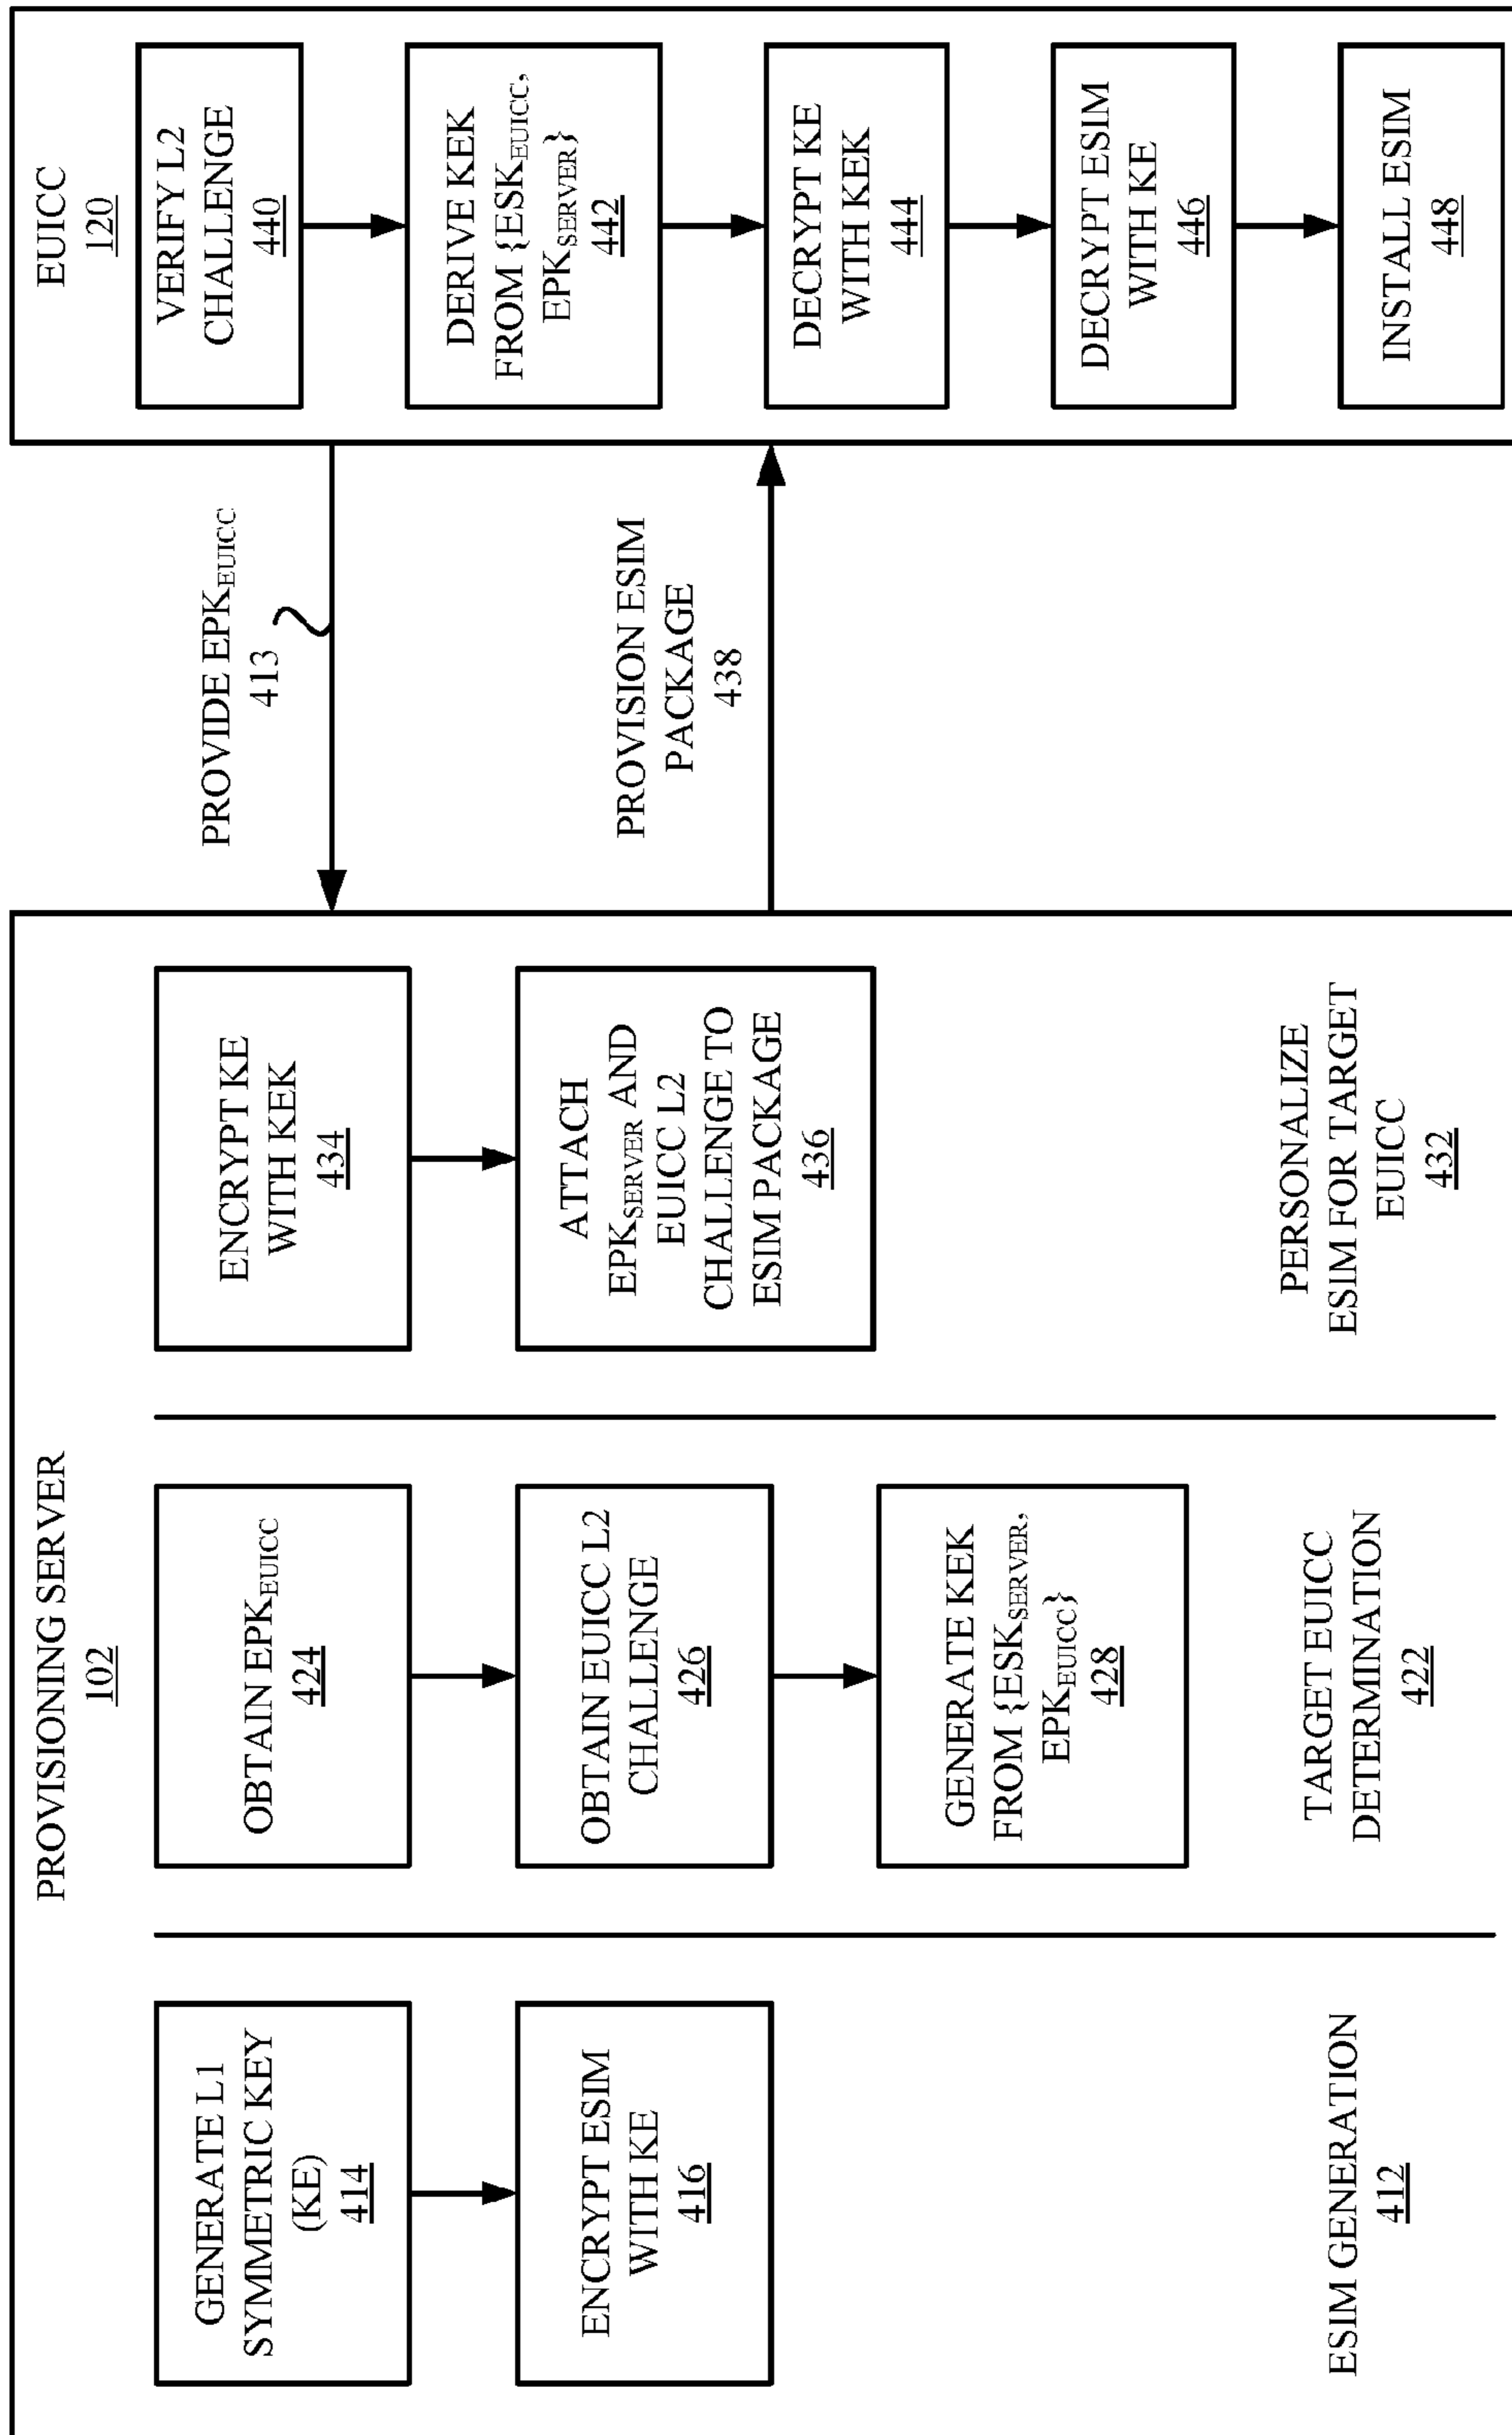 PROVISIONING SERVER
102
GENERATE L1
SYMMETRIC KEY
(KE)
414
ENCRYPT ESIM
WITH KE
416
ESIM GENERATION
412
OBTAIN EPKEUICC
424
OBTAIN EUICC L2
CHALLENGE
426
GENERATE KEK
FROM {ESKSERVER,
EPKEUICC}
428
TARGET EUICC
DETERMINATION
422
ENCRYPT KE
WITH KEK
434
ATTACH
EPKSERVER AND
EUICC L2
CHALLENGE TO
ESIM PACKAGE
436
PERSONALIZE
ESIM FOR TARGET
EUICC
432
PROVIDE EPKEUICC
413
PROVISION ESIM
PACKAGE
438
EUICC
120
VERIFY L2
CHALLENGE
440
DERIVE KEK
FROM {ESKEUICC,
EPKSERVER}
442
DECRYPT KE
WITH KEK
444
DECRYPT ESIM
WITH KE
446
INSTALL ESIM
448